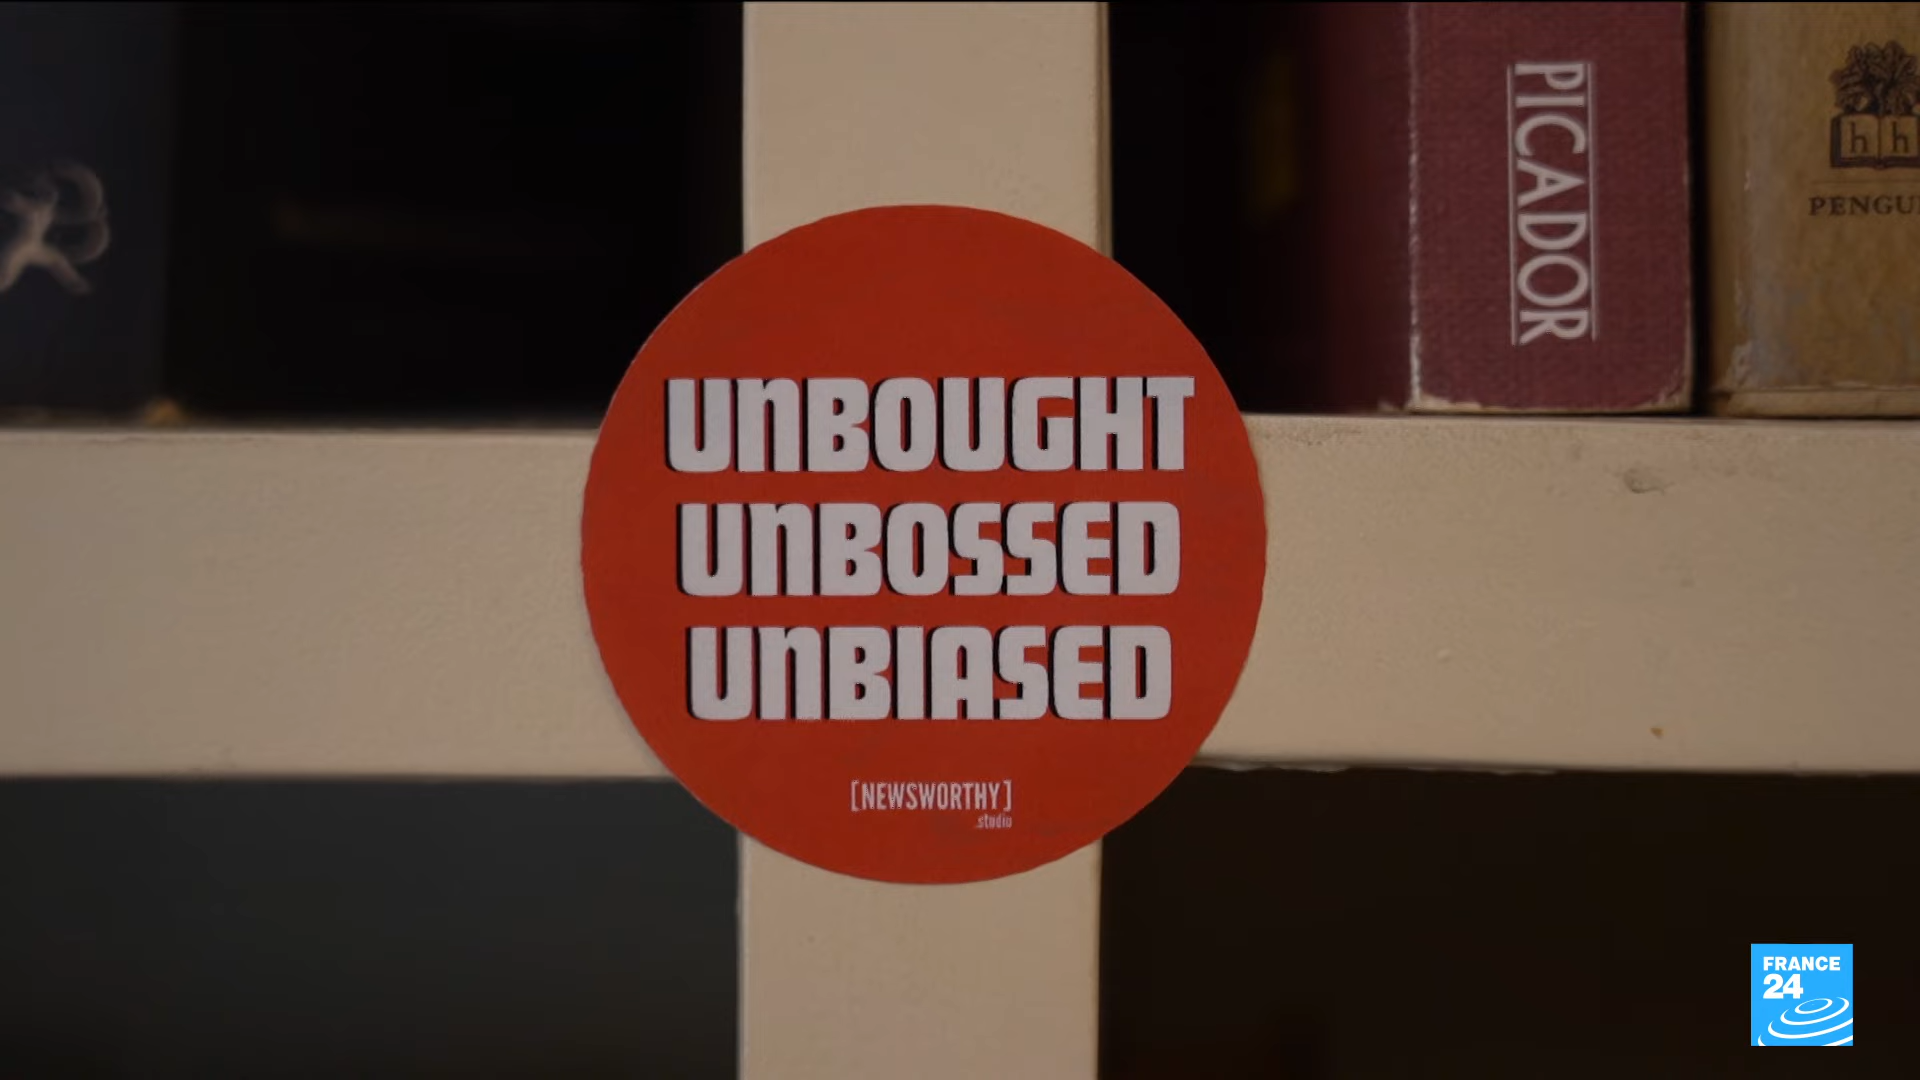 PICADOR
h h
PENGU
UNBOUGHT
UNBOSSED
UNBIASED
[NEWSWORTHY]
.studio
FRANCE
24